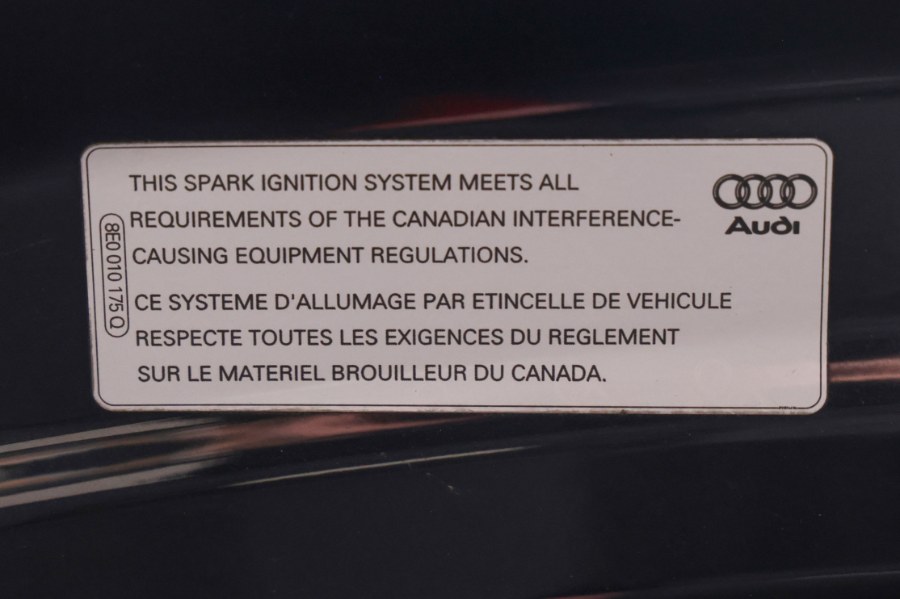 THIS SPARK IGNITION SYSTEM MEETS ALL
REQUIREMENTS OF THE CANADIAN INTERFERENCE-
CAUSING EQUIPMENT REGULATIONS.
CE SYSTEME D'ALLUMAGE PAR ETINCELLE DE VEHICULE
RESPECTE TOUTES LES EXIGENCES DU REGLEMENT
SUR LE MATERIEL BROUILLEUR DU CANADA.
Audi
8E0 010 175 Q